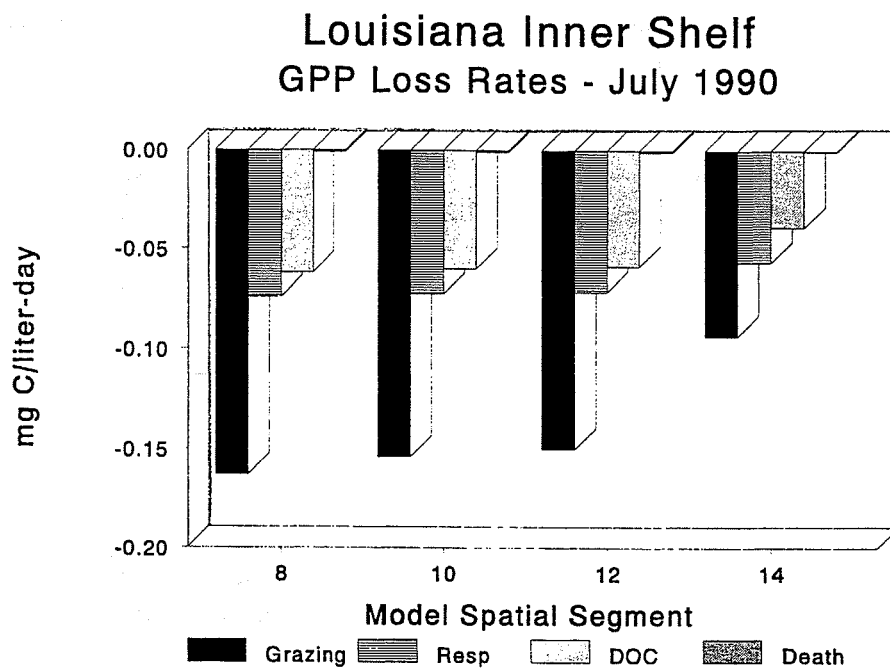 Louisiana Inner Shelf
GPP Loss Rates - July 1990
mg C/liter-day
0.00
-0.05
-0.10
-0.15
-0.20
8 10 12 14
Model Spatial Segment
Grazing Resp DOC Death